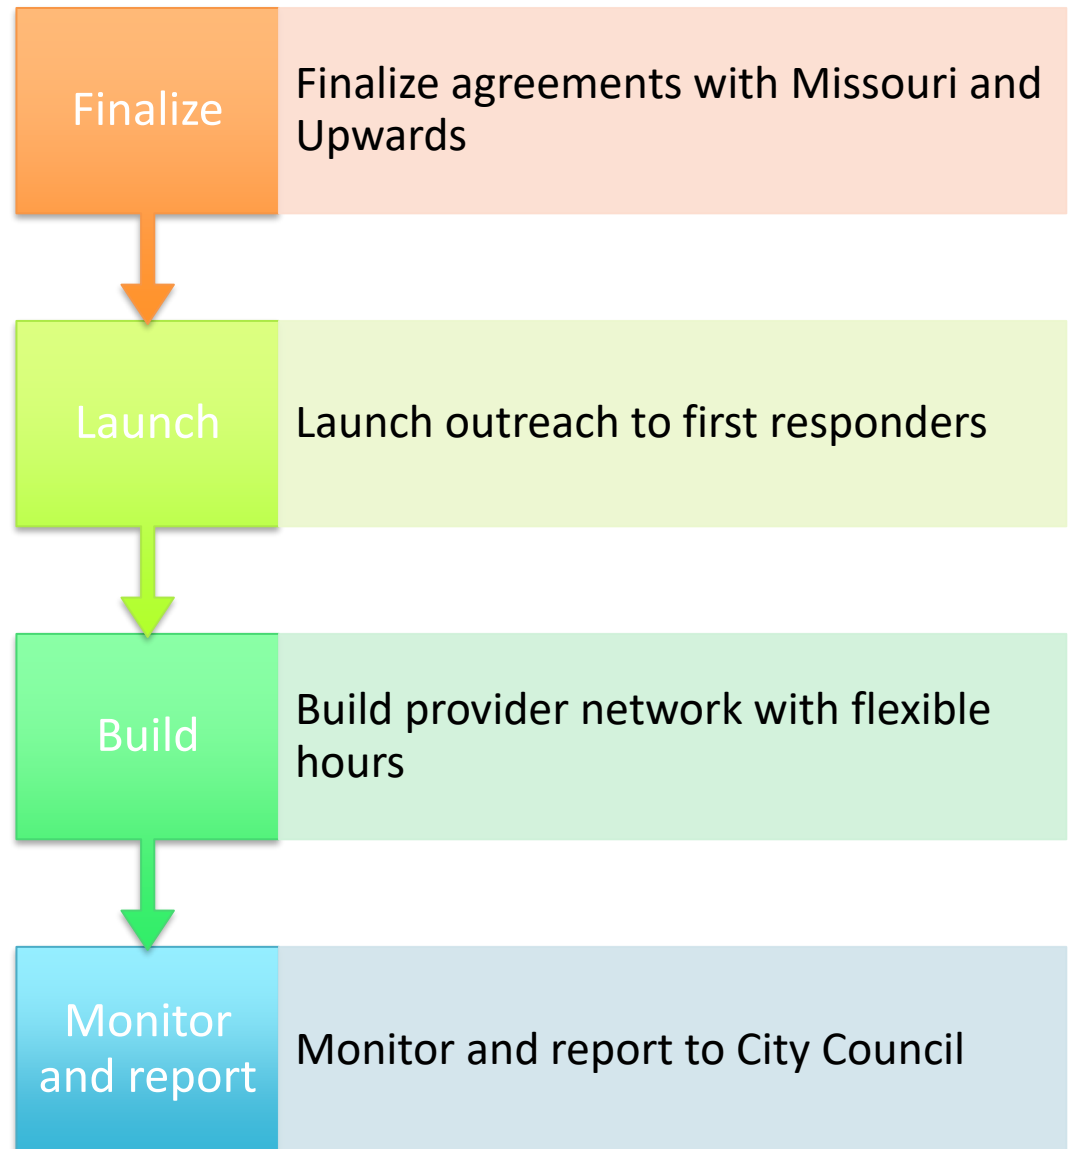 Finalize
Finalize agreements with Missouri and
Upwards
Launch
Launch outreach to first responders
Build
Build provider network with flexible
hours
Monitor
and report
Monitor and report to City Council